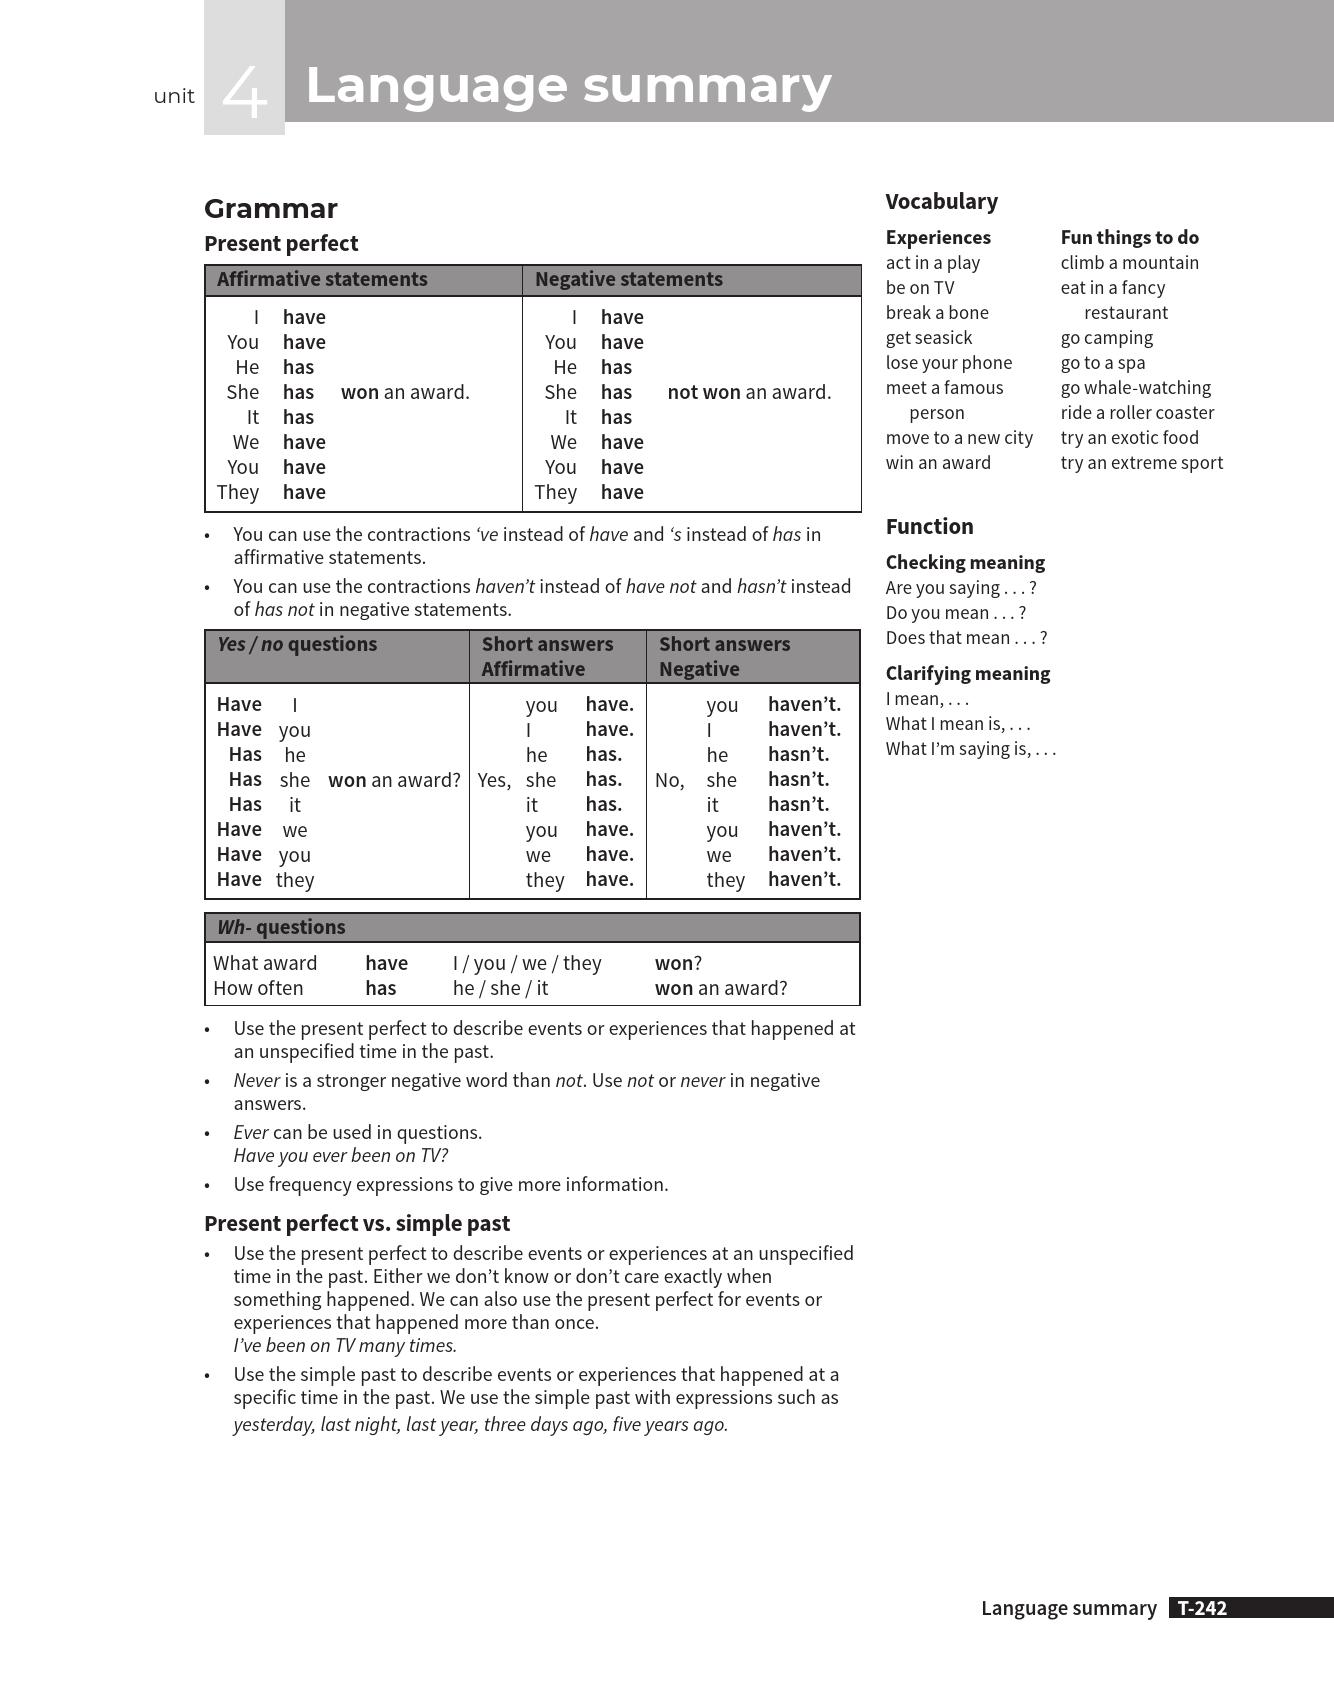 unit 4 Language summary
Grammar
Present perfect
Affirmative statements Negative statements
I have I have
You have You have
He has He has
She has won an award. She has not won an award.
It has It has
We have We have
You have You have
They have They have
• You can use the contractions ‘ve instead of have and ‘s instead of has in
affirmative statements.
• You can use the contractions haven’t instead of have not and hasn’t instead
of has not in negative statements.
Yes / no questions Short answers Short answers
Affirmative Negative
Have I you have. you haven’t.
Have you I have. I haven’t.
Has he he has. he hasn’t.
Has she won an award? Yes, she has. No, she hasn’t.
Has it it has. it hasn’t.
Have we you have. you haven’t.
Have you we have. we haven’t.
Have they they have. they haven’t.
Wh- questions
What award have I / you / we / they won?
How often has he / she / it won an award?
• Use the present perfect to describe events or experiences that happened at
an unspecified time in the past.
• Never is a stronger negative word than not. Use not or never in negative
answers.
• Ever can be used in questions.
Have you ever been on TV?
• Use frequency expressions to give more information.
Present perfect vs. simple past
• Use the present perfect to describe events or experiences at an unspecified
time in the past. Either we don’t know or don’t care exactly when
something happened. We can also use the present perfect for events or
experiences that happened more than once.
I’ve been on TV many times.
• Use the simple past to describe events or experiences that happened at a
specific time in the past. We use the simple past with expressions such as
yesterday, last night, last year, three days ago, five years ago.
Vocabulary
Experiences
act in a play
be on TV
break a bone
get seasick
lose your phone
meet a famous
person
move to a new city
win an award
Fun things to do
climb a mountain
eat in a fancy
restaurant
go camping
go to a spa
go whale-watching
ride a roller coaster
try an exotic food
try an extreme sport
Function
Checking meaning
Are you saying . . . ?
Do you mean . . . ?
Does that mean . . . ?
Clarifying meaning
I mean, . . .
What I mean is, . . .
What I’m saying is, . . .
Language summary T-242